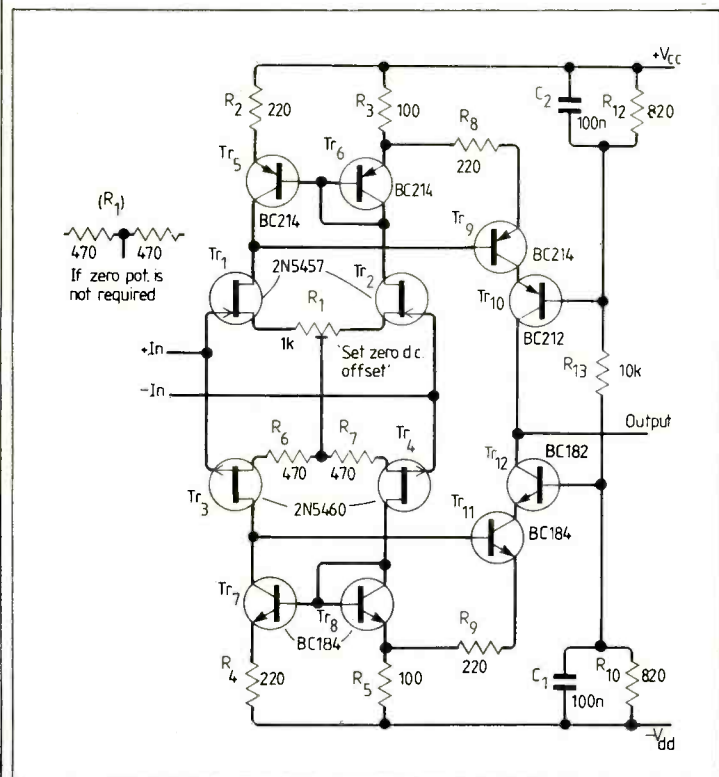 +Vcc
R2
220
R3
100
C2
100n
R12
820
R8
220
Tr5
Tr6
BC214
BC214
(R1)
470 470
If zero pot. is
not required
Tr9
BC214
Tr1
2N5457
Tr2
R1
1k
'Set zero d.c.
offset'
Tr10
BC212
+In
-In
R13
10k
Output
R6
R7
470
470
Tr4
Tr3
2N5460
Tr12
BC182
Tr11
BC184
Tr7
Tr8
BC184
R9
220
R4
220
R5
100
C1
100n
R10
820
-Vdd